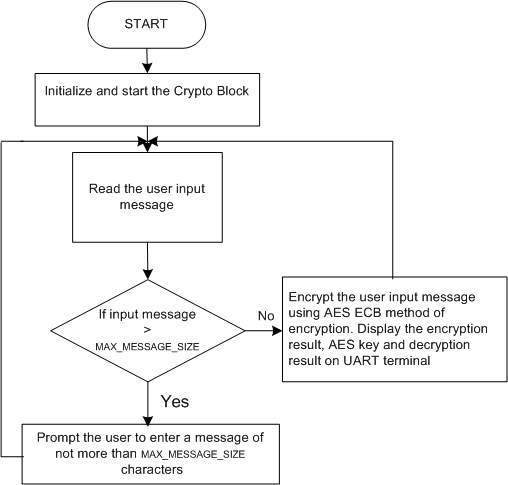 START
Initialize and start the Crypto Block
Read the user input
message
If input message
>
MAX_MESSAGE_SIZE
No
Encrypt the user input message
using AES ECB method of
encryption. Display the encryption
result, AES key and decryption
result on UART terminal
Yes
Prompt the user to enter a message of
not more than MAX_MESSAGE_SIZE
characters